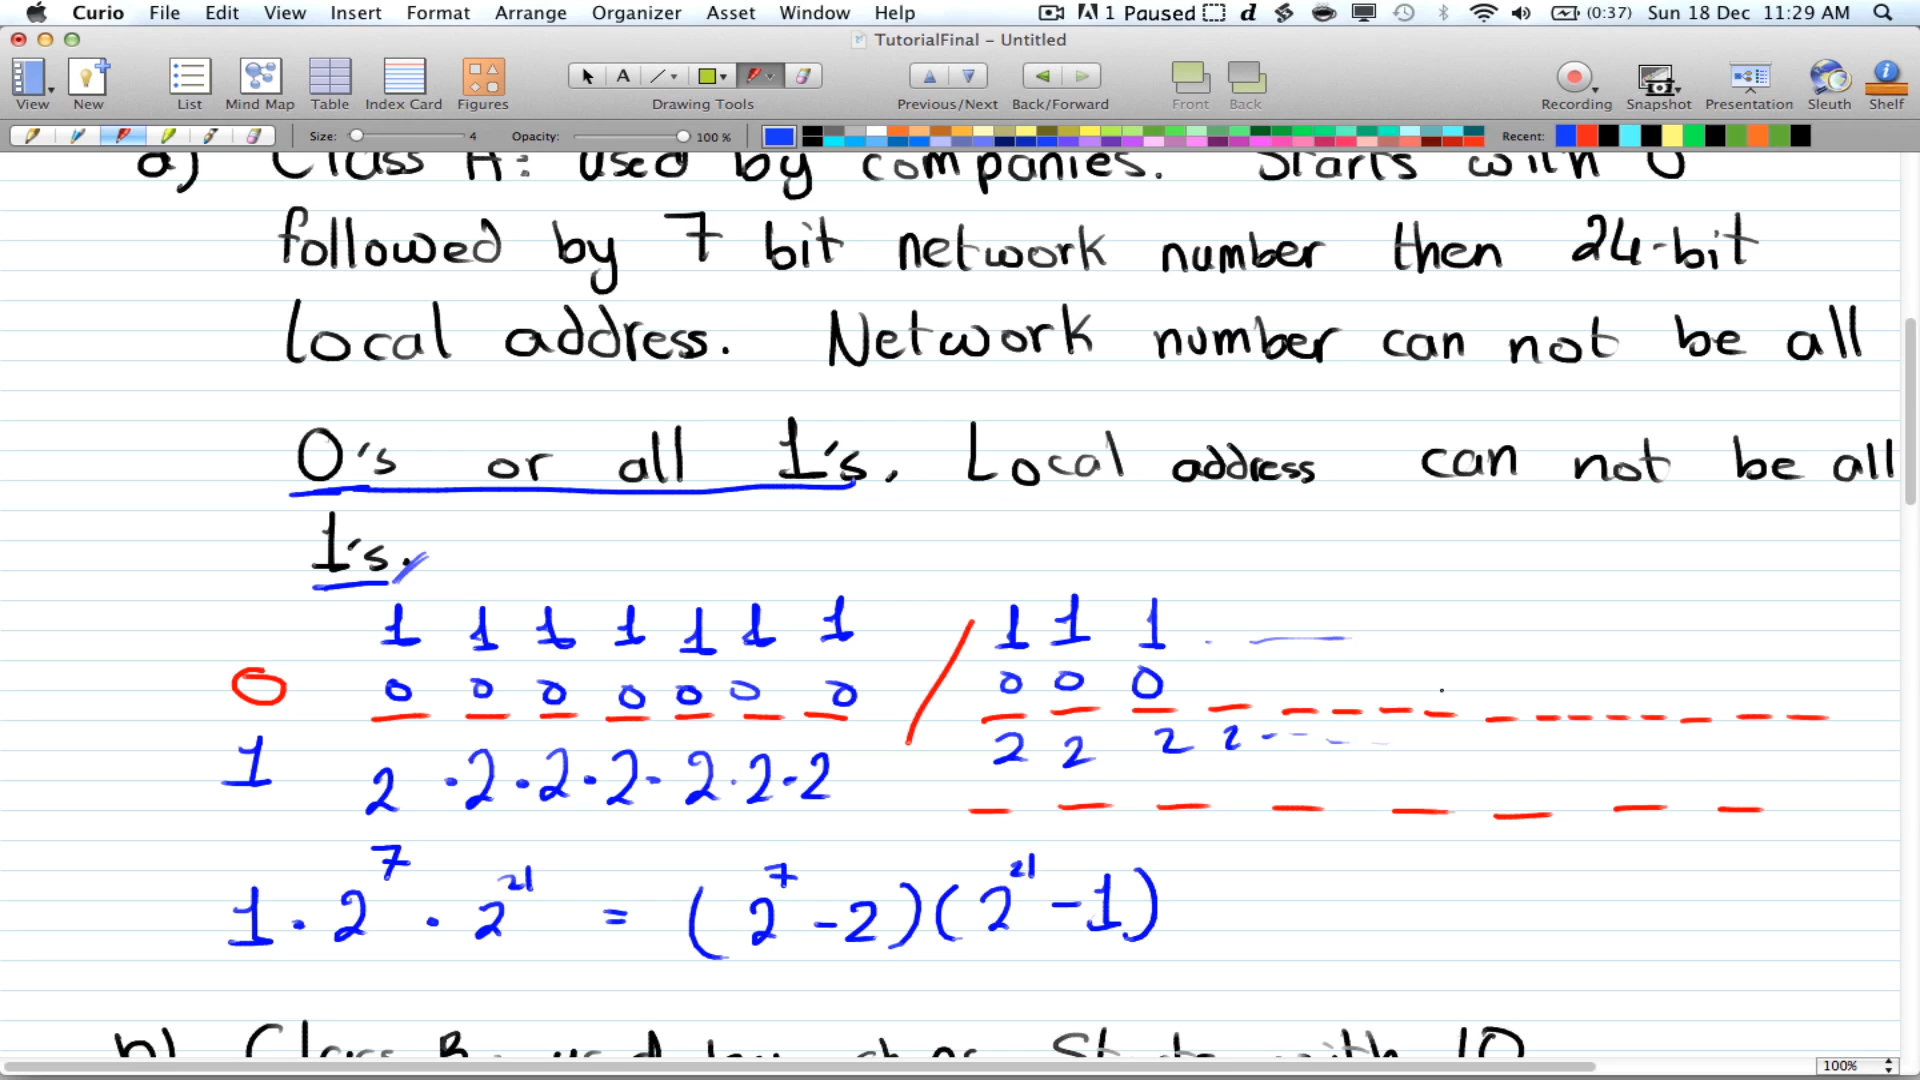 Curio File Edit View Insert Format Arrange Organizer Asset Window Help 1 Paused (0:37) Sun 18 Dec 11:29 AM
TutorialFinal – Untitled
View New List Mind Map Table Index Card Figures Drawing Tools Previous/Next Back/Forward Front Back Recording Snapshot Presentation Sleuth Shelf
Size: 4 Opacity: 100 % Recent:
a) Class A: used by companies. Starts with 0
followed by 7 bit network number then 24-bit
local address. Network number can not be all
0's or all 1's. Local address can not be all
1's.
1 1 1 1 1 1 1 / 1 1 1
0 0 0 0 0 0 0 0 0 0 0
1 2 · 2 · 2 · 2 · 2 · 2 · 2 2 2 2 2
1 · 2^7 · 2^21 = (2^7 - 2)(2^21 - 1)
b) Class B: used by Starts with 10
100%